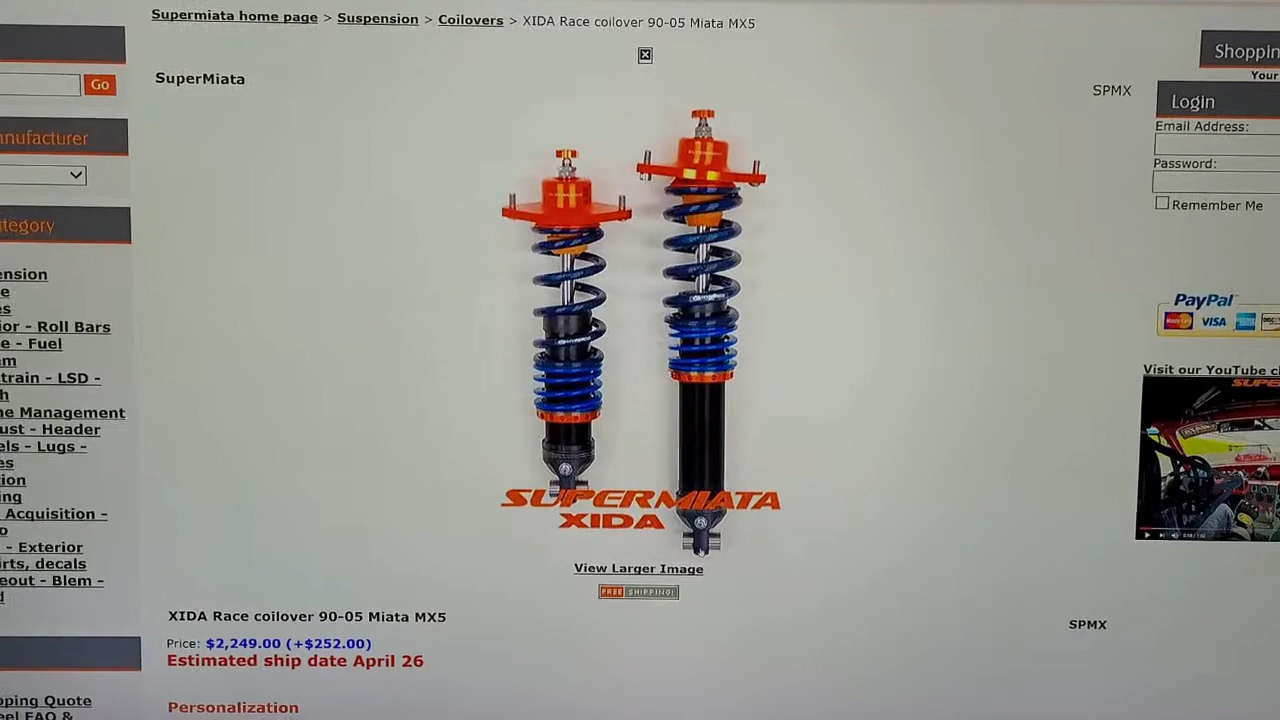 Supermiata home page > Suspension > Coilovers > XIDA Race coilover 90-05 Miata MX5
SuperMiata
SPMX
Go
anufacturer
ategory
ension
e
es
ior - Roll Bars
e - Fuel
em
train - LSD -
h
ne Management
ust - Header
els - Lugs -
es
ion
ing
Acquisition -
o
- Exterior
irts, decals
eout - Blem -
d
pping Quote
eel FAQ &
SUPERMIATA
XIDA
View Larger Image
FREE SHIPPING!
XIDA Race coilover 90-05 Miata MX5
SPMX
Price: $2,249.00 (+$252.00)
Estimated ship date April 26
Personalization
Shoppin
Your
Login
Email Address:
Password:
Remember Me
PayPal
VISA
Visit our YouTube c